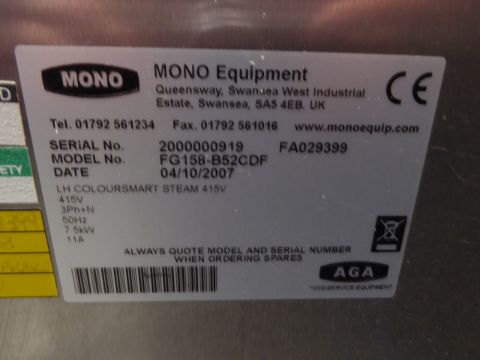 MONO
MONO Equipment
Queensway, Swansea West Industrial
Estate, Swansea, SA5 4EB. UK
CE
Tel. 01792 561234 Fax. 01792 561016 www.monoequip.com
SERIAL No. 2000000919 FA029399
MODEL No. FG158-B52CDF
DATE 04/10/2007
LH COLOURSMART STEAM 415V
415V
3Ph+N
50Hz
7.5kW
11A
ALWAYS QUOTE MODEL AND SERIAL NUMBER
WHEN ORDERING SPARES
AGA
FOODSERVICE EQUIPMENT